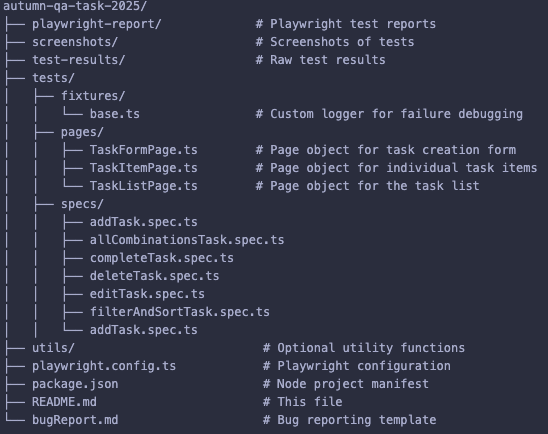 autumn-qa-task-2025/
├── playwright-report/             # Playwright test reports
├── screenshots/                   # Screenshots of tests
├── test-results/                  # Raw test results
├── tests/
│   ├── fixtures/
│   │   └── base.ts                # Custom logger for failure debugging
│   ├── pages/
│   │   ├── TaskFormPage.ts        # Page object for task creation form
│   │   ├── TaskItemPage.ts        # Page object for individual task items
│   │   └── TaskListPage.ts        # Page object for the task list
│   ├── specs/
│   │   ├── addTask.spec.ts
│   │   ├── allCombinationsTask.spec.ts
│   │   ├── completeTask.spec.ts
│   │   ├── deleteTask.spec.ts
│   │   ├── editTask.spec.ts
│   │   ├── filterAndSortTask.spec.ts
│   │   └── addTask.spec.ts
├── utils/                          # Optional utility functions
├── playwright.config.ts            # Playwright configuration
├── package.json                    # Node project manifest
├── README.md                       # This file
└── bugReport.md                    # Bug reporting template